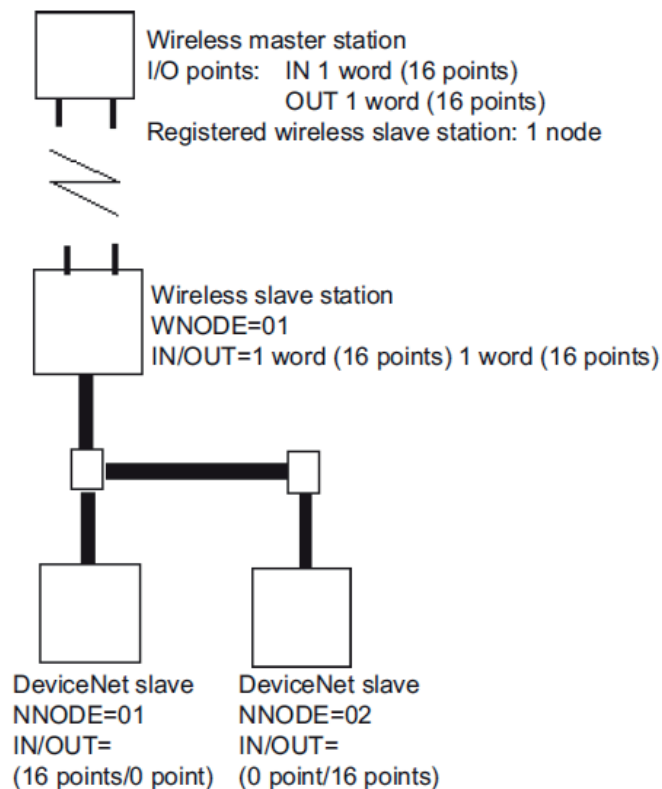 Wireless master station
I/O points: IN 1 word (16 points)
OUT 1 word (16 points)
Registered wireless slave station: 1 node
Wireless slave station
WNODE=01
IN/OUT=1 word (16 points) 1 word (16 points)
DeviceNet slave
NNODE=01
IN/OUT=
(16 points/0 point)
DeviceNet slave
NNODE=02
IN/OUT=
(0 point/16 points)